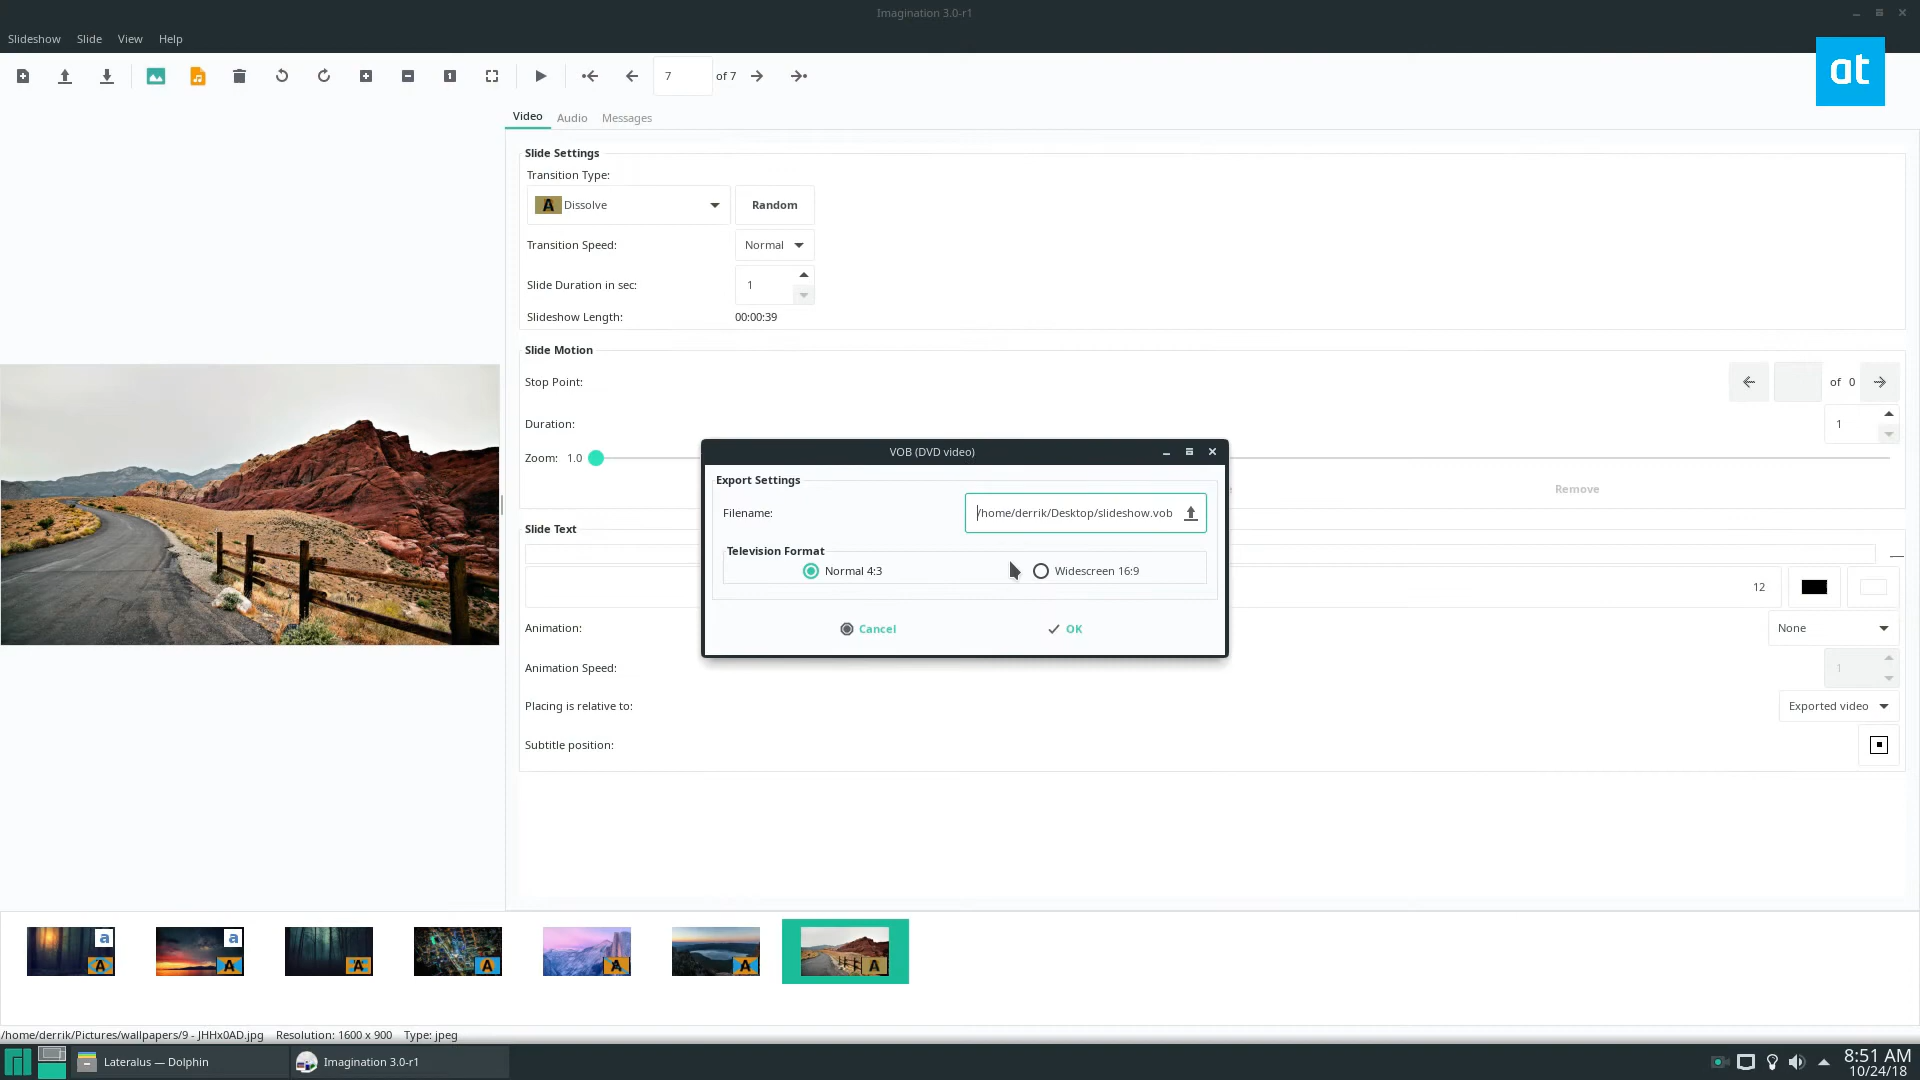 Imagination 3.0-r1
Slideshow Slide View Help
7 of 7
at
Video Audio Messages
Slide Settings
Transition Type:
A Dissolve Random
Transition Speed: Normal
Slide Duration in sec: 1
Slideshow Length: 00:00:39
Slide Motion
Stop Point: of 0
Duration: 1
Zoom: 1.0
Remove
Slide Text
12
Animation: None
Animation Speed: 1
Placing is relative to: Exported video
Subtitle position:
VOB (DVD video)
Export Settings
Filename: /home/derrik/Desktop/slideshow.vob
Television Format
Normal 4:3 Widescreen 16:9
Cancel OK
a a
A A A A A A A
/home/derrik/Pictures/wallpapers/9 - JHHx0AD.jpg Resolution: 1600 x 900 Type: jpeg
Lateralus — Dolphin Imagination 3.0-r1 8:51 AM
10/24/18